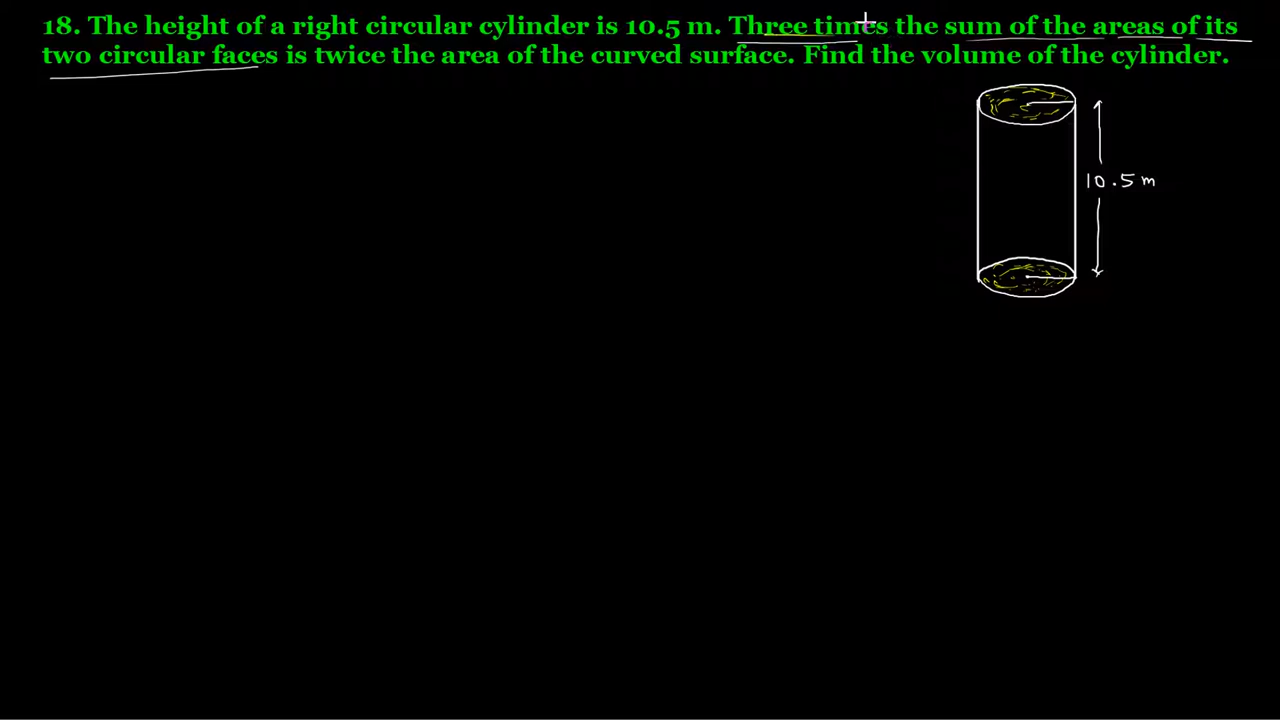 18. The height of a right circular cylinder is 10.5 m. Three times the sum of the areas of its
two circular faces is twice the area of the curved surface. Find the volume of the cylinder.
10.5 m